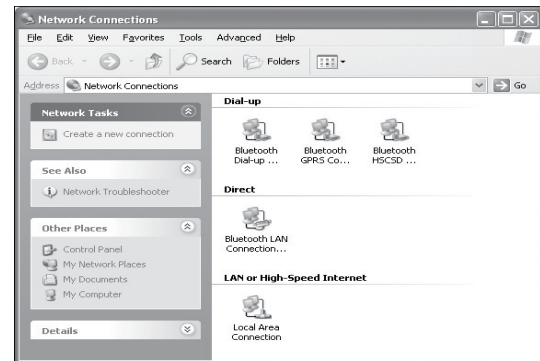 Network Connections
File Edit View Favorites Tools Advanced Help
Back Search Folders
Address Network Connections Go
Network Tasks
Create a new connection
See Also
Network Troubleshooter
Other Places
Control Panel
My Network Places
My Documents
My Computer
Details
Dial-up
Bluetooth
Dial-up ...
Bluetooth
GPRS Co...
Bluetooth
HSCSD ...
Direct
Bluetooth LAN
Connection...
LAN or High-Speed Internet
Local Area
Connection